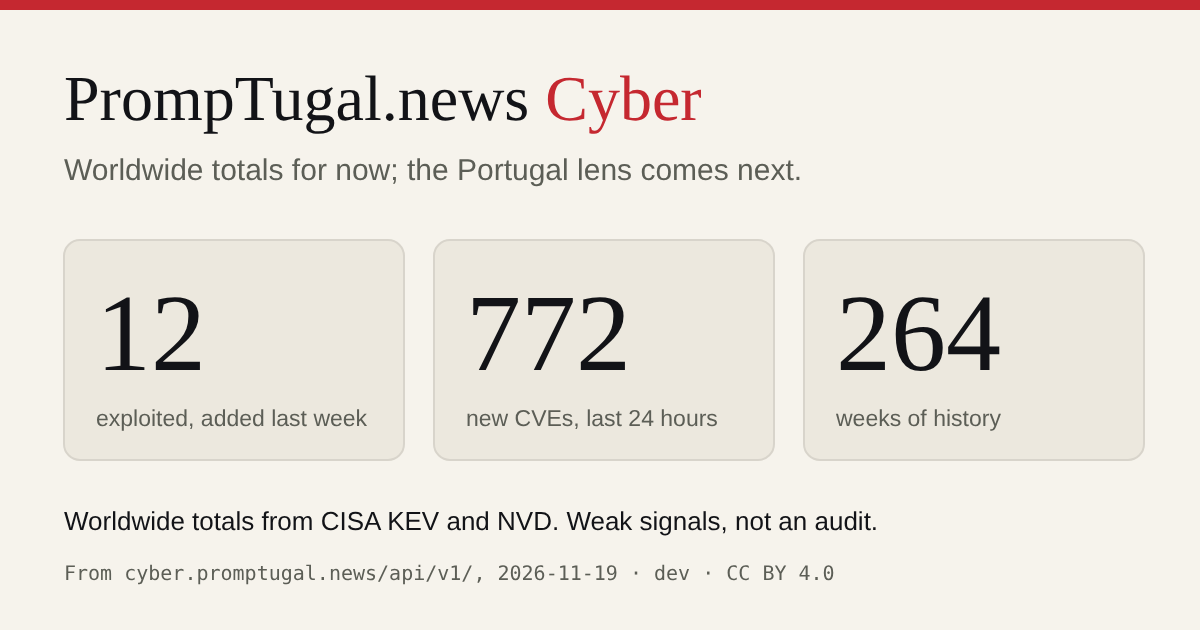 PrompTugal.news Cyber
Worldwide totals for now; the Portugal lens comes next.
12
exploited, added last week
772
new CVEs, last 24 hours
264
weeks of history
Worldwide totals from CISA KEV and NVD. Weak signals, not an audit.
From cyber.promptugal.news/api/v1/, 2026-11-19 · dev · CC BY 4.0